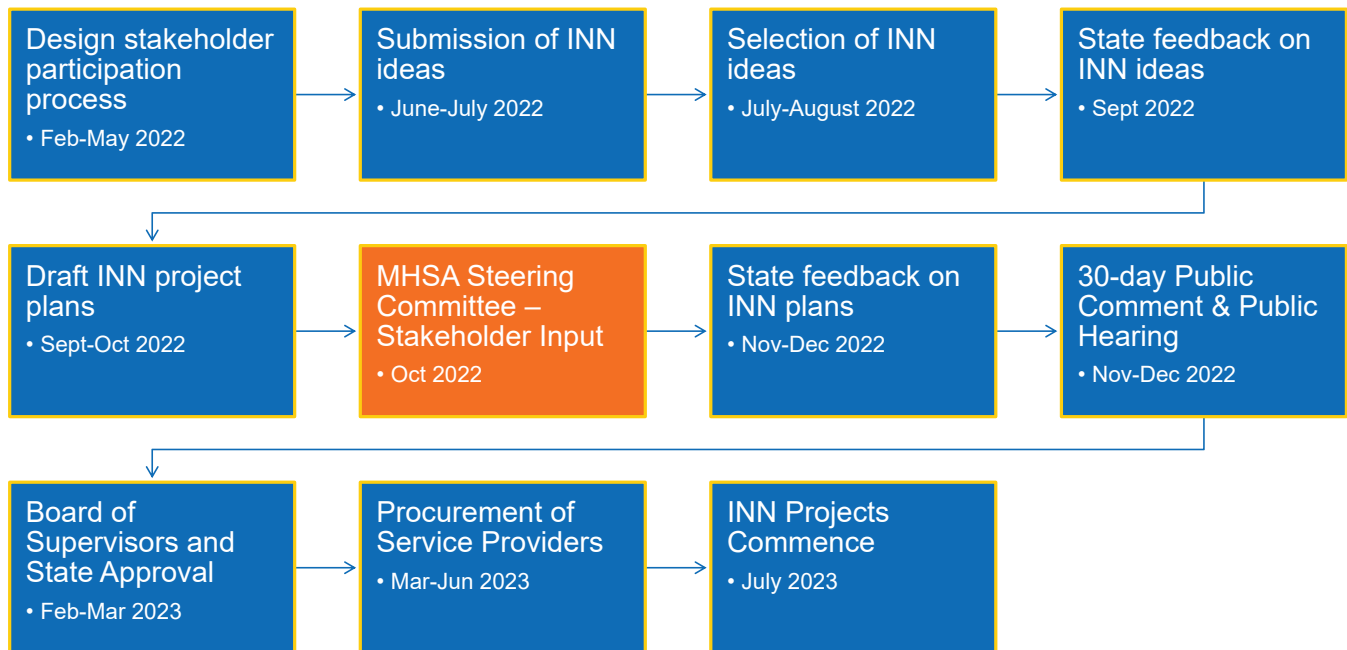 Design stakeholder
participation
process
• Feb-May 2022
Submission of INN
ideas
• June-July 2022
Selection of INN
ideas
• July-August 2022
State feedback on
INN ideas
• Sept 2022
Draft INN project
plans
• Sept-Oct 2022
MHSA Steering
Committee –
Stakeholder Input
• Oct 2022
State feedback on
INN plans
• Nov-Dec 2022
30-day Public
Comment & Public
Hearing
• Nov-Dec 2022
Board of
Supervisors and
State Approval
• Feb-Mar 2023
Procurement of
Service Providers
• Mar-Jun 2023
INN Projects
Commence
• July 2023